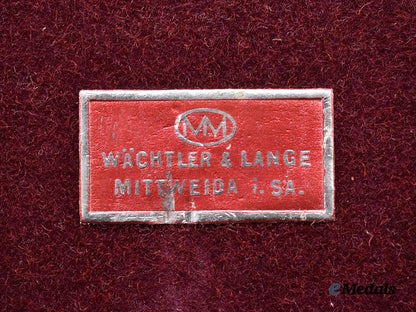 MM
WÄCHTLER & LANGE
MITTWEIDA i. SA.
eMedals